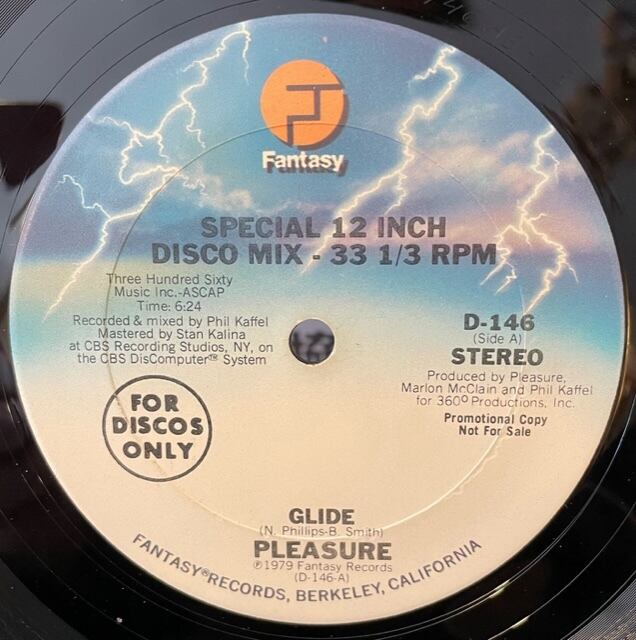 Fantasy
SPECIAL 12 INCH
DISCO MIX - 33 1/3 RPM
Three Hundred Sixty
Music Inc.-ASCAP
Time: 6:24
Recorded & mixed by Phil Kaffel
Mastered by Stan Kalina
at CBS Recording Studios, NY, on
the CBS DisComputer™ System
FOR
DISCOS
ONLY
D-146
(Side A)
STEREO
Produced by Pleasure,
Marlon McClain and Phil Kaffel
for 360° Productions, Inc.
Promotional Copy
Not For Sale
GLIDE
(N. Phillips-B. Smith)
PLEASURE
℗1979 Fantasy Records
(D-146-A)
FANTASY® RECORDS, BERKELEY, CALIFORNIA